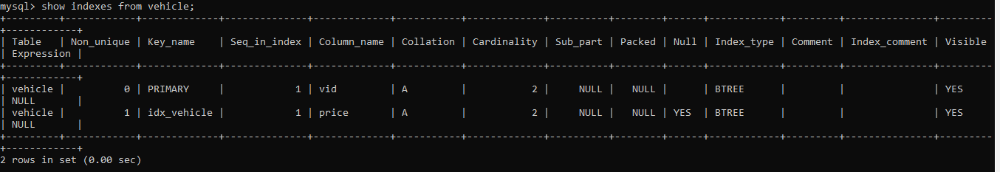 mysql> show indexes from vehicle;
+---------+------------+-------------+--------------+-------------+-----------+-------------+----------+--------+------+------------+---------+---------------+---------
+------------+
| Table   | Non_unique | Key_name    | Seq_in_index | Column_name | Collation | Cardinality | Sub_part | Packed | Null | Index_type | Comment | Index_comment | Visible
| Expression |
+---------+------------+-------------+--------------+-------------+-----------+-------------+----------+--------+------+------------+---------+---------------+---------
+------------+
| vehicle |          0 | PRIMARY     |            1 | vid         | A         |           2 |     NULL |   NULL |      | BTREE      |         |               | YES
| NULL       |
| vehicle |          1 | idx_vehicle |            1 | price       | A         |           2 |     NULL |   NULL | YES  | BTREE      |         |               | YES
| NULL       |
+---------+------------+-------------+--------------+-------------+-----------+-------------+----------+--------+------+------------+---------+---------------+---------
+------------+
2 rows in set (0.00 sec)